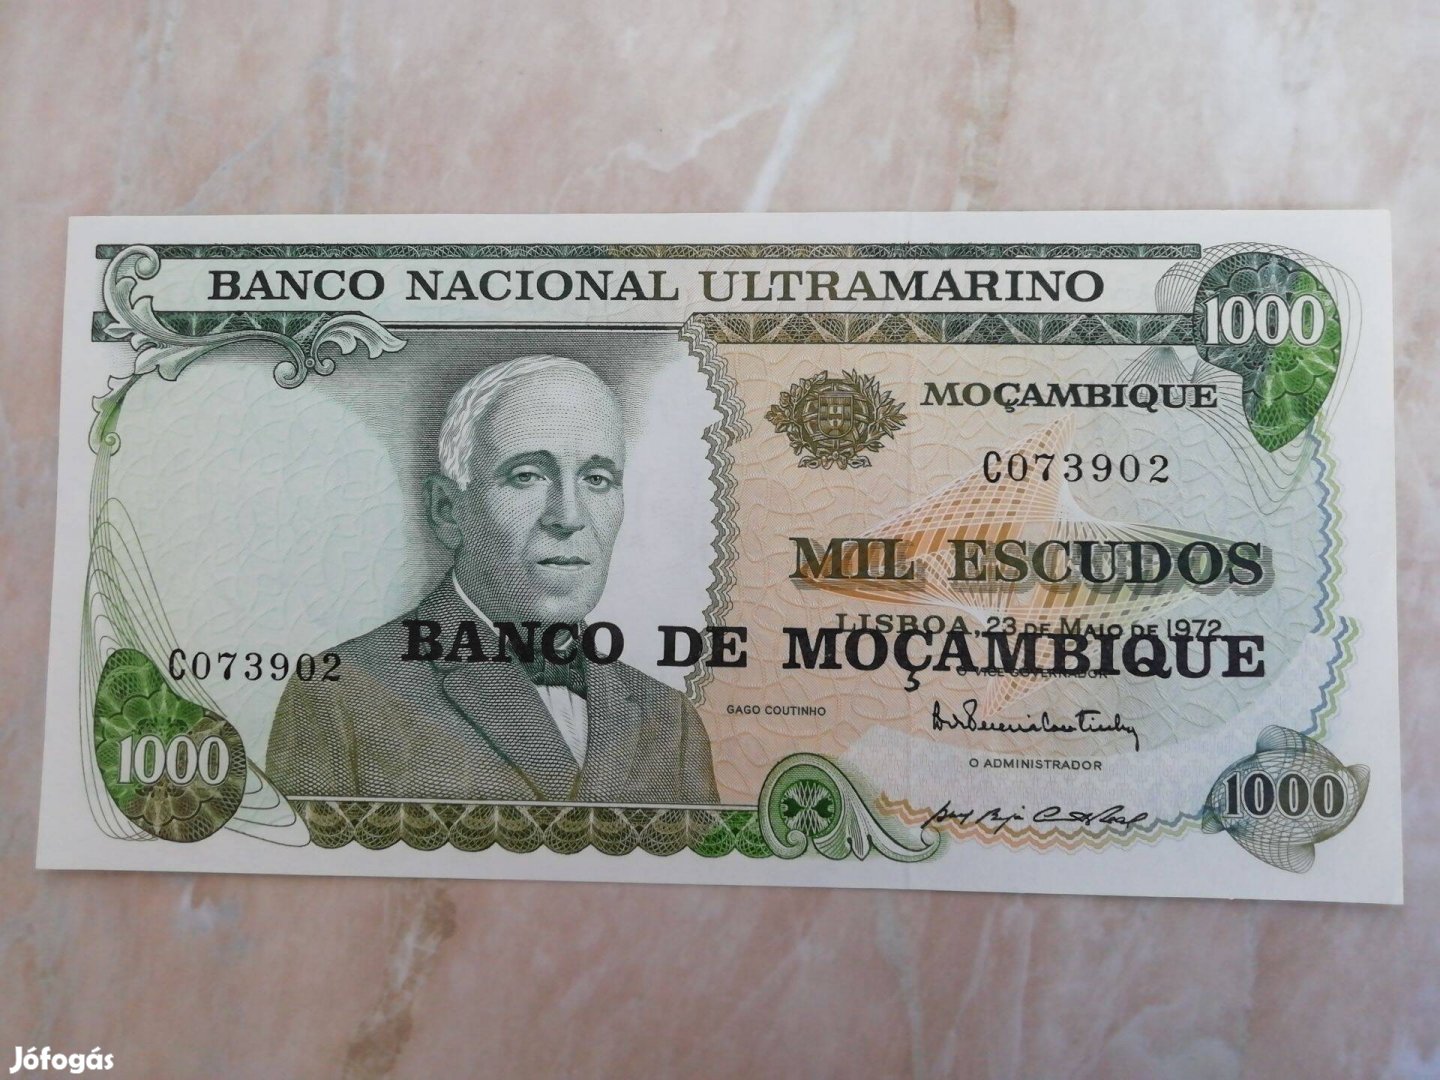 BANCO NACIONAL ULTRAMARINO
1000
MOÇAMBIQUE
C073902
MIL ESCUDOS
LISBOA, 23 DE MAIO DE 1972
BANCO DE MOÇAMBIQUE
O VICE GOVERNADOR
C073902
GAGO COUTINHO
O ADMINISTRADOR
1000
1000
Jófogás